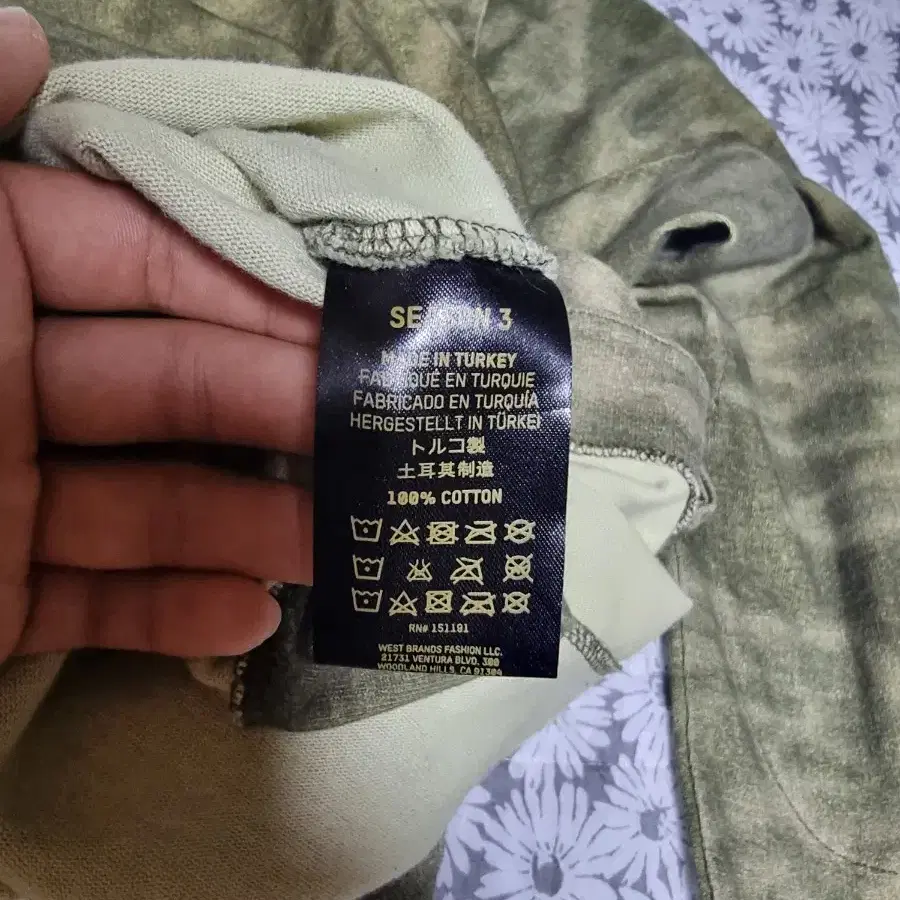 SEASON 3
MADE IN TURKEY
FABRIQUÉ EN TURQUIE
FABRICADO EN TURQUÍA
HERGESTELLT IN TÜRKEI
トルコ製
土耳其制造
100% COTTON
RN# 151191
WEST BRANDS FASHION LLC.
21731 VENTURA BLVD. 300
WOODLAND HILLS, CA 91364